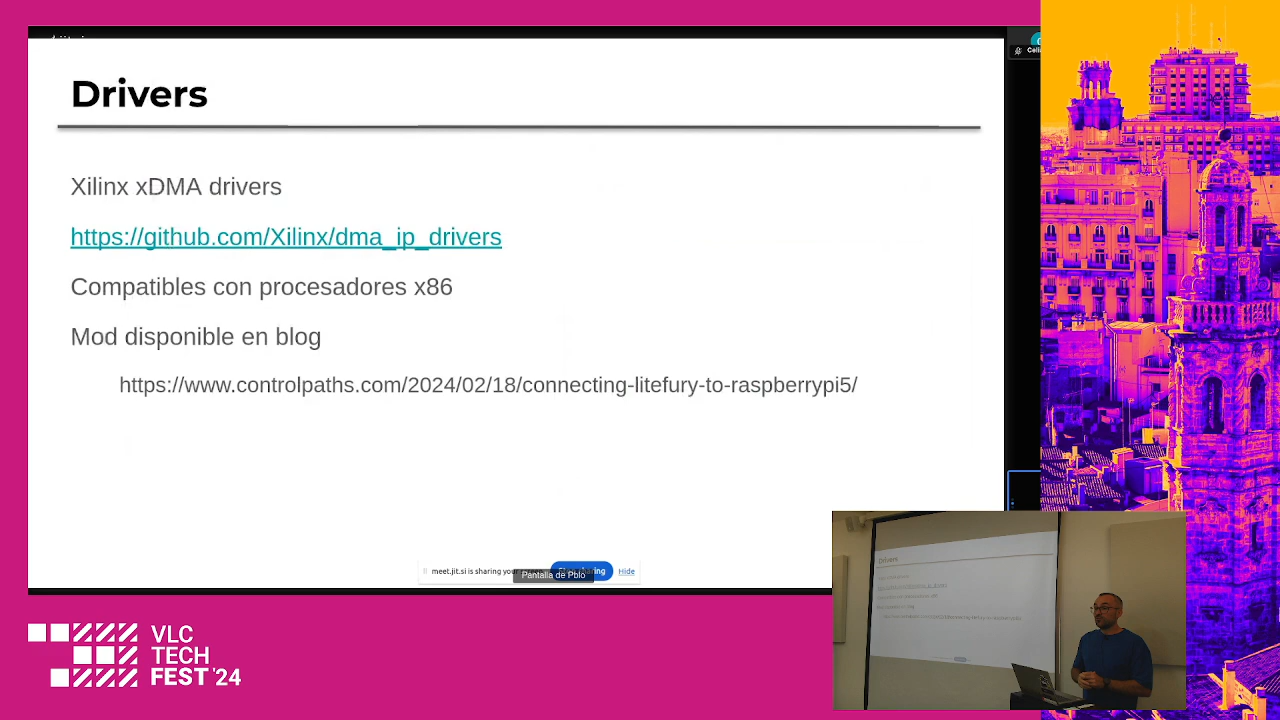 Drivers
Xilinx xDMA drivers
https://github.com/Xilinx/dma_ip_drivers
Compatibles con procesadores x86
Mod disponible en blog
https://www.controlpaths.com/2024/02/18/connecting-litefury-to-raspberrypi5/
meet.jit.si is sharing your
Hide
Pantalla de Pblo
VLC
TECH
FEST '24
Drivers